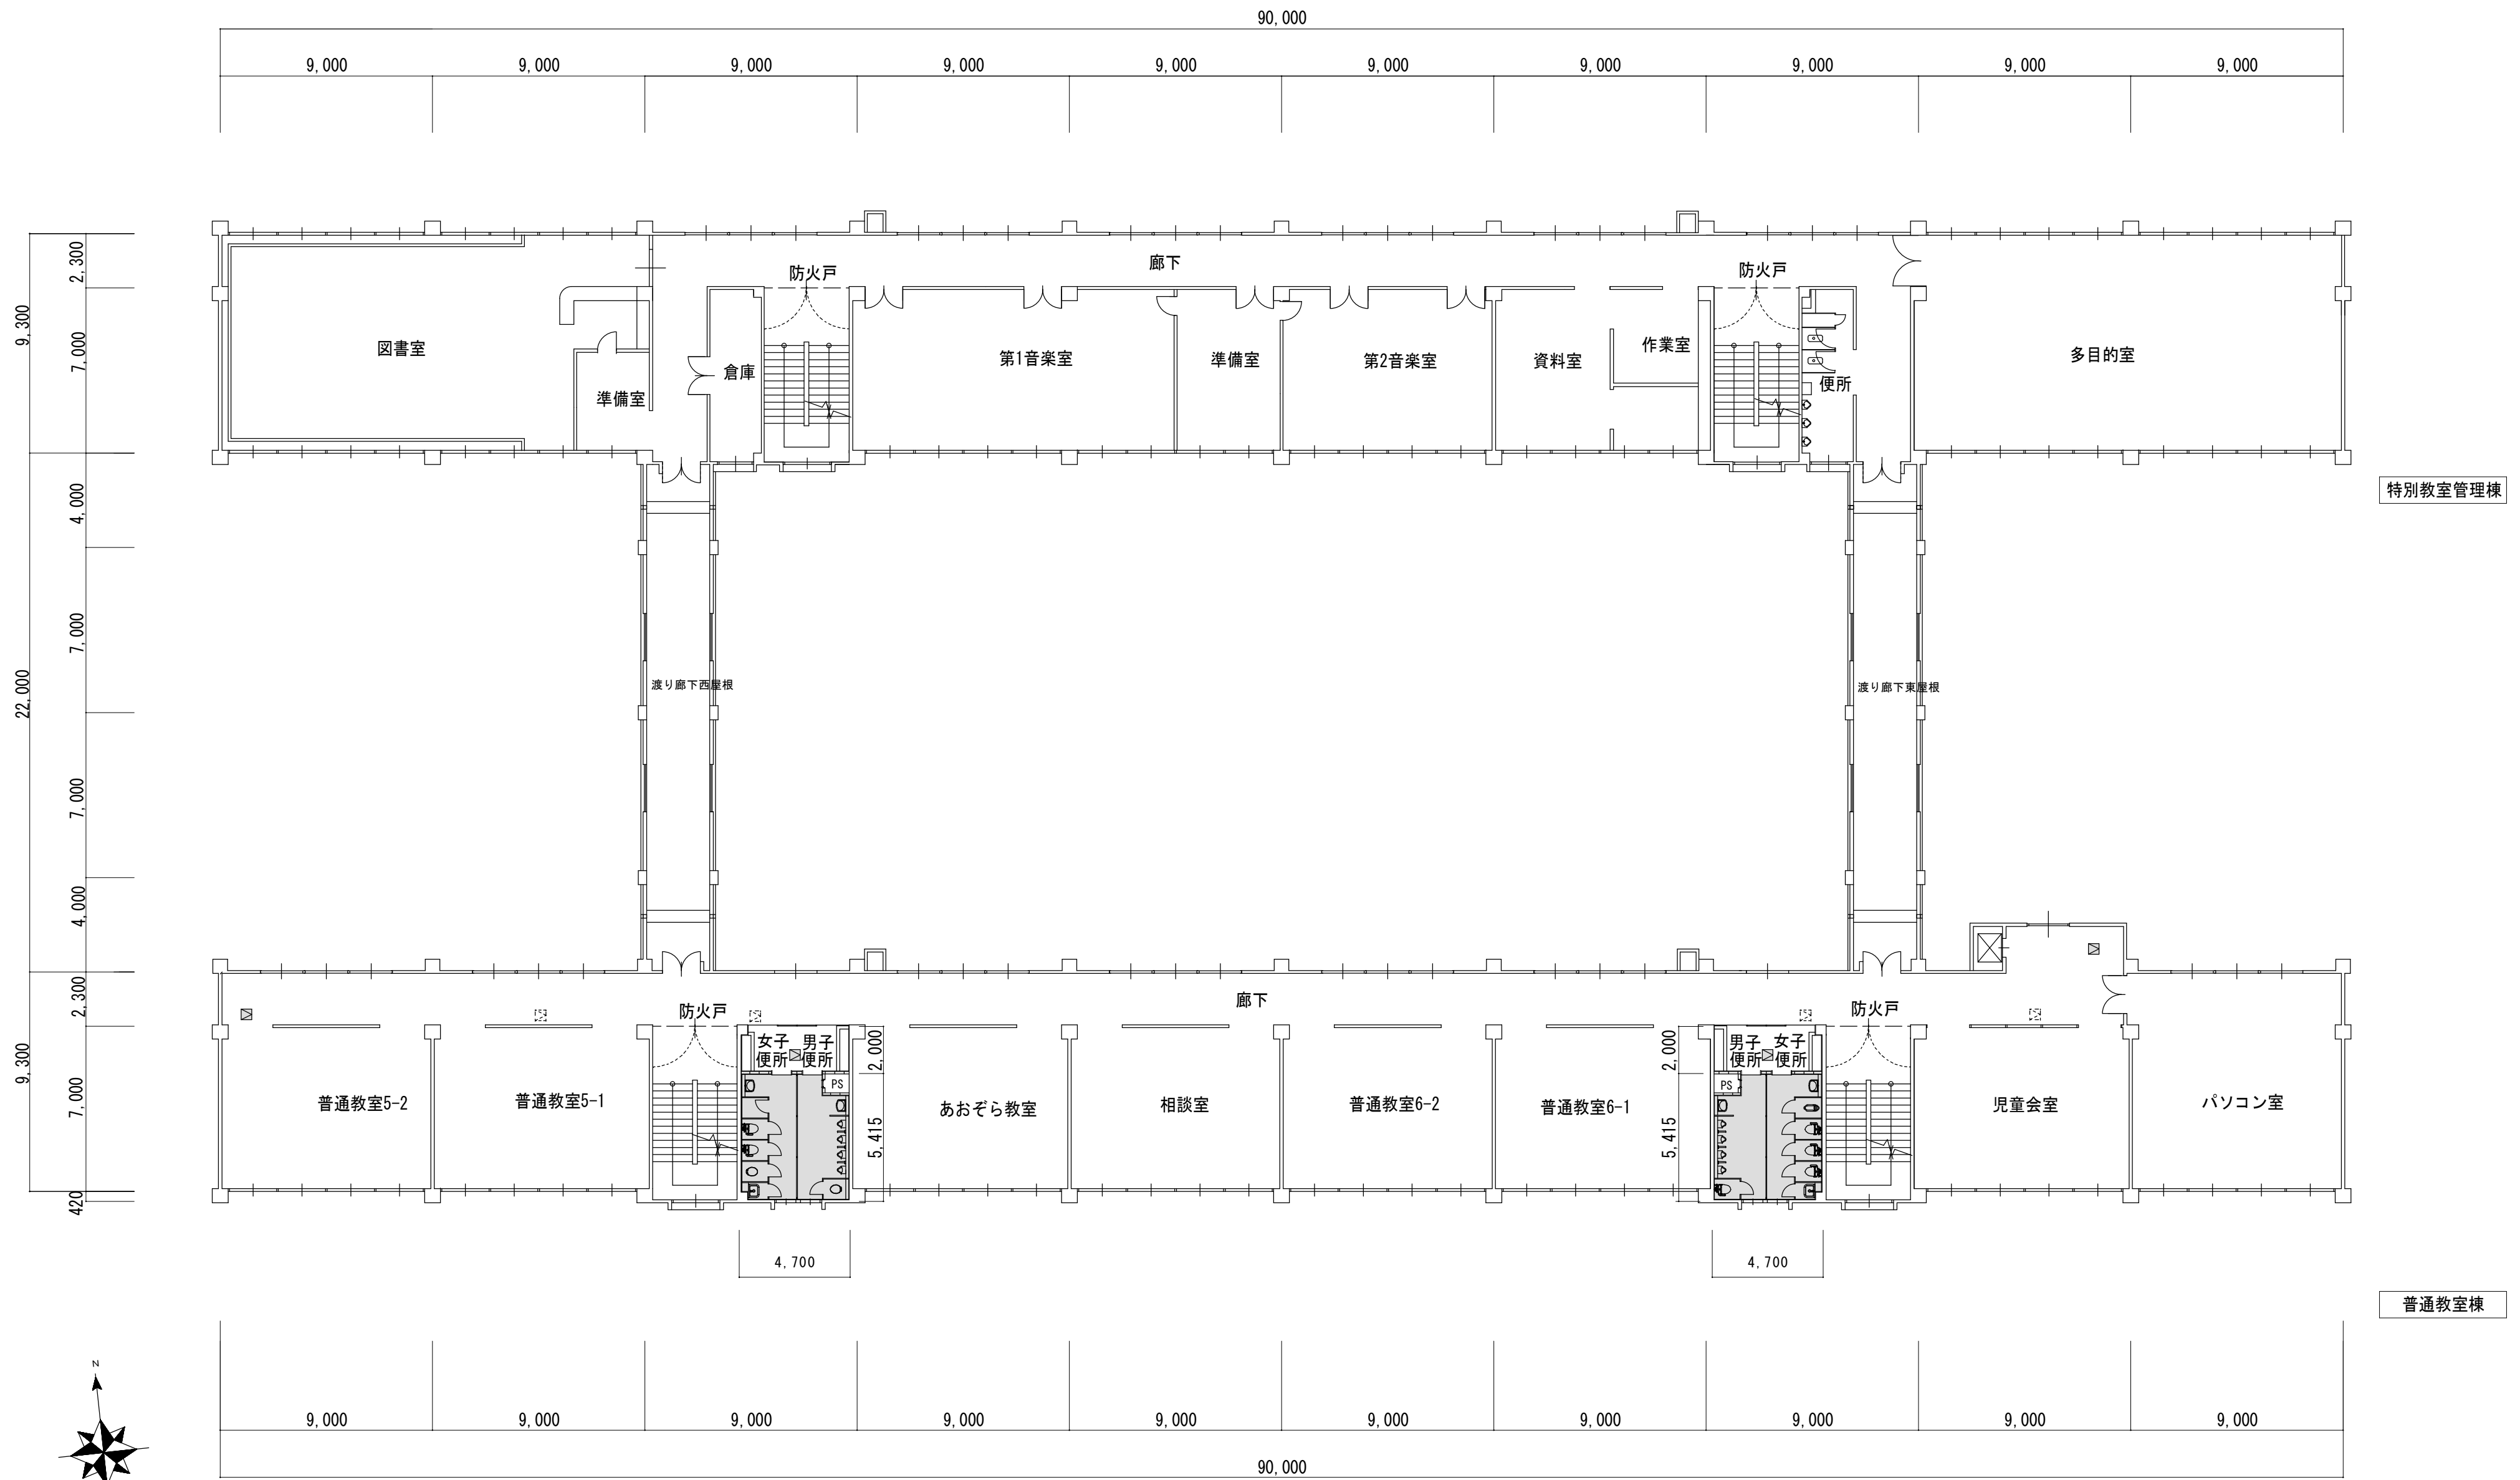 90,000
9,000 9,000 9,000 9,000 9,000 9,000 9,000 9,000 9,000 9,000
2,300
9,300
7,000
廊下
防火戸
防火戸
図書室
準備室
倉庫
第1音楽室
準備室
第2音楽室
資料室
作業室
便所
多目的室
特別教室管理棟
4,000
7,000
22,000
7,000
4,000
渡り廊下西屋根
渡り廊下東屋根
2,300
9,300
7,000
420
廊下
防火戸
防火戸
女子
便所
男子
便所
PS
2,000
5,415
男子
便所
女子
便所
PS
2,000
5,415
普通教室5-2
普通教室5-1
あおぞら教室
相談室
普通教室6-2
普通教室6-1
児童会室
パソコン室
4,700
4,700
普通教室棟
N
9,000 9,000 9,000 9,000 9,000 9,000 9,000 9,000 9,000 9,000
90,000